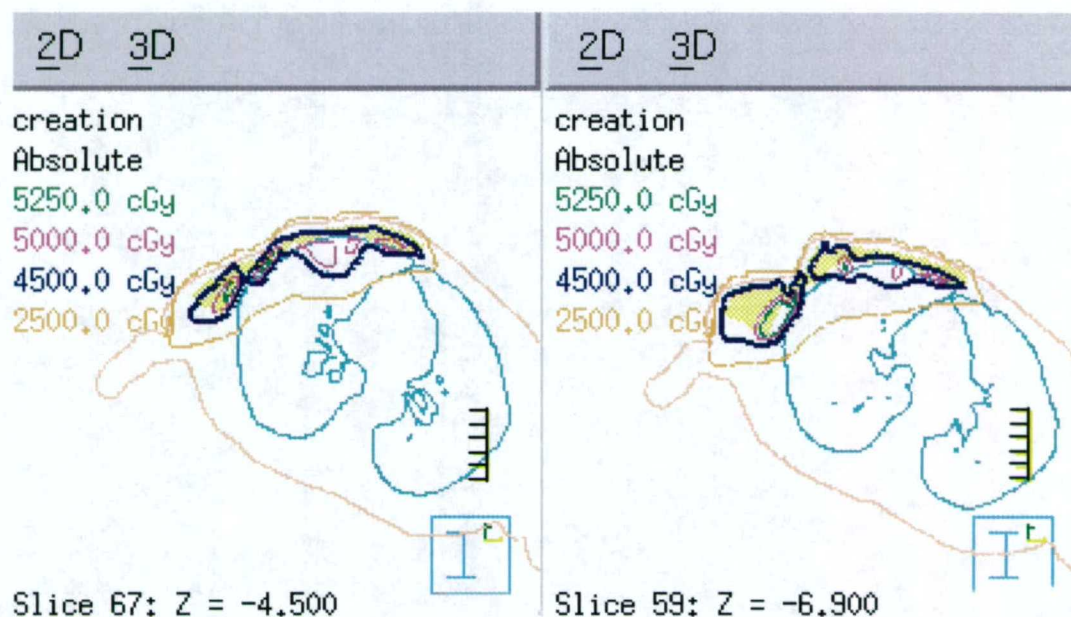 2D 3D
creation
Absolute
5250.0 cGy
5000.0 cGy
4500.0 cGy
2500.0 cGy
Slice 67: Z = -4.500
2D 3D
creation
Absolute
5250.0 cGy
5000.0 cGy
4500.0 cGy
2500.0 cGy
Slice 59: Z = -6.900